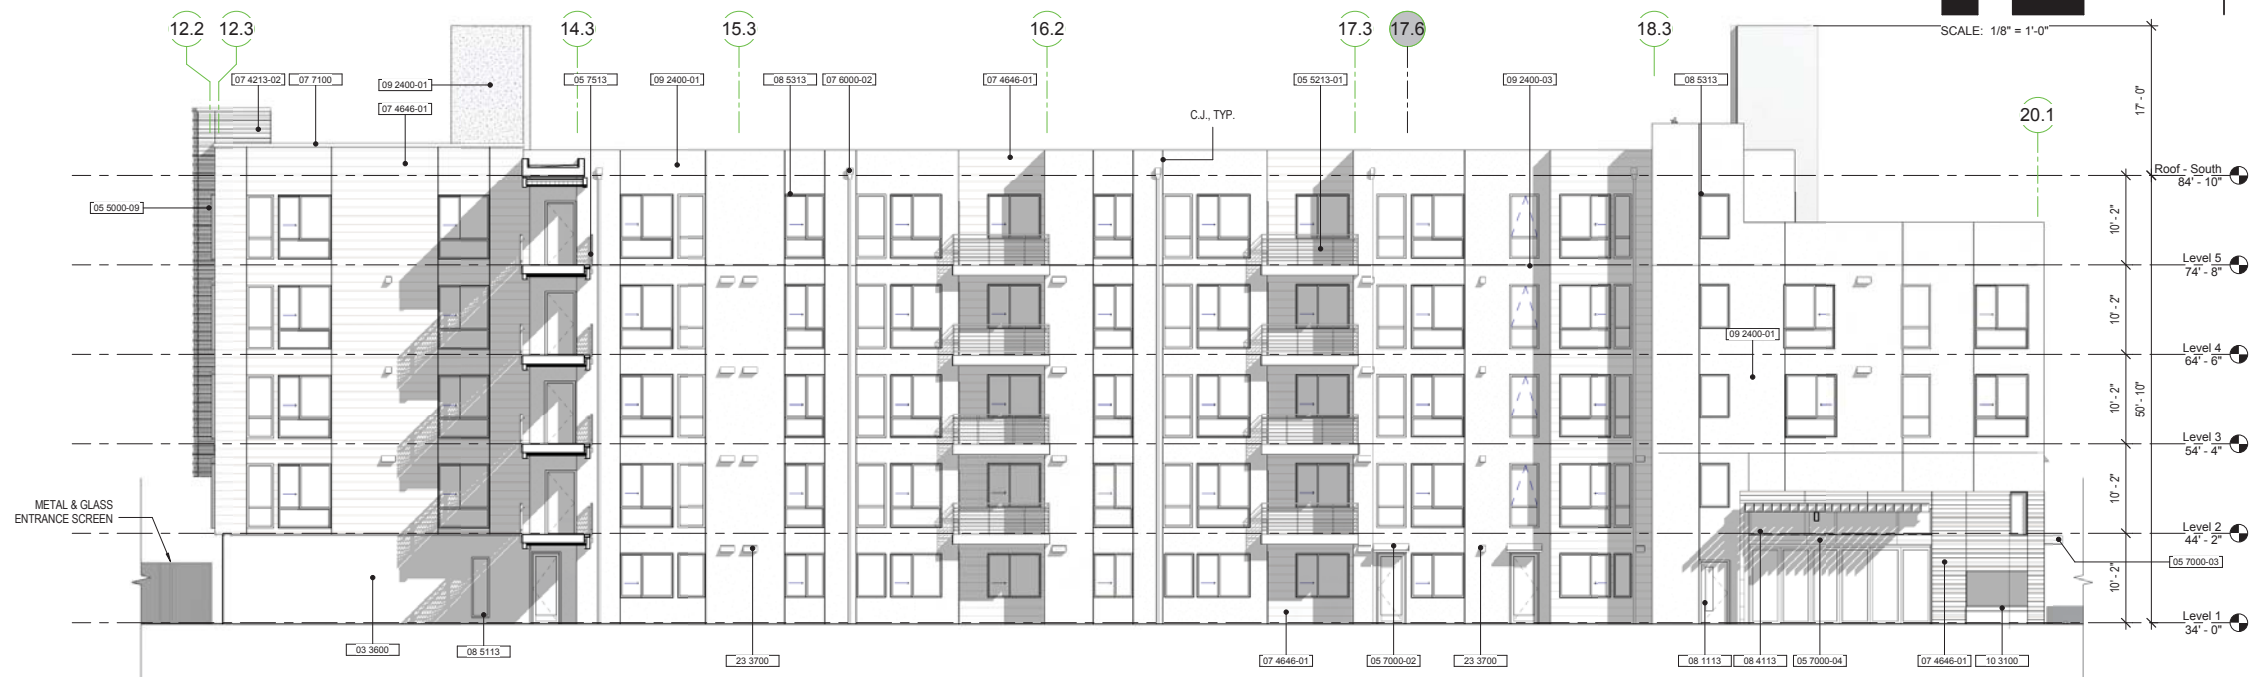 12.2
12.3
14.3
15.3
16.2
17.3
17.6
18.3
SCALE: 1/8" = 1'-0"
07 4213-02
07 7100
09 2400-01
05 7513
09 2400-01
08 5313
07 6000-02
07 4646-01
05 5213-01
09 2400-03
08 5313
07 4646-01
C.J., TYP.
20.1
17' - 0"
Roof - South
84' - 10"
05 5000-09
10' - 2"
Level 5
74' - 8"
10' - 2"
09 2400-01
Level 4
64' - 6"
10' - 2"
50' - 10"
Level 3
54' - 4"
10' - 2"
METAL & GLASS
ENTRANCE SCREEN
Level 2
44' - 2"
05 7000-03
10' - 2"
Level 1
34' - 0"
03 3600
08 5113
23 3700
07 4646-01
05 7000-02
23 3700
08 1113
08 4113
05 7000-04
07 4646-01
10 3100